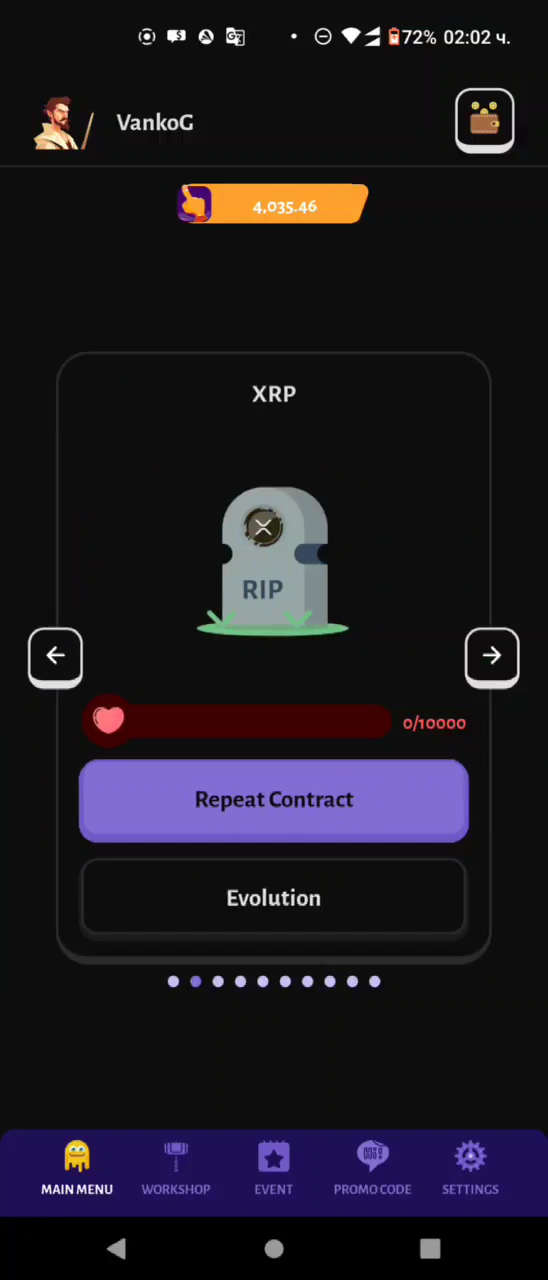 72% 02:02 ч.
VankoG
4,035.46
XRP
RIP
0/10000
Repeat Contract
Evolution
MAIN MENU
WORKSHOP
EVENT
PROMO CODE
SETTINGS